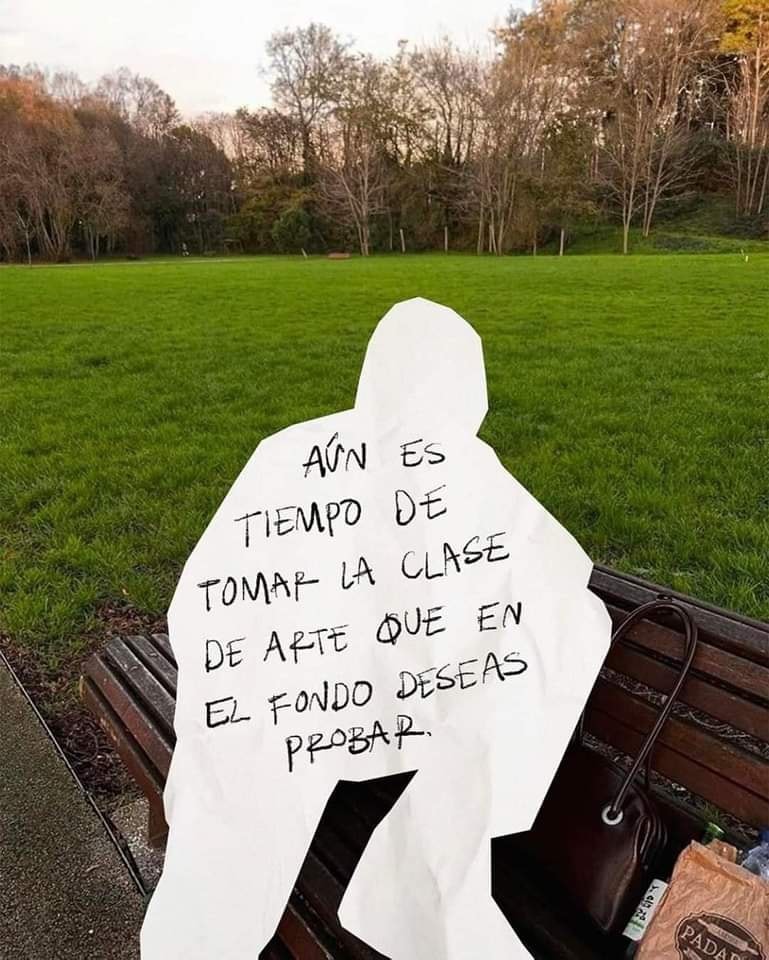 AÚN ES
TIEMPO DE
TOMAR LA CLASE
DE ARTE QUE EN
EL FONDO DESEAS
PROBAR.